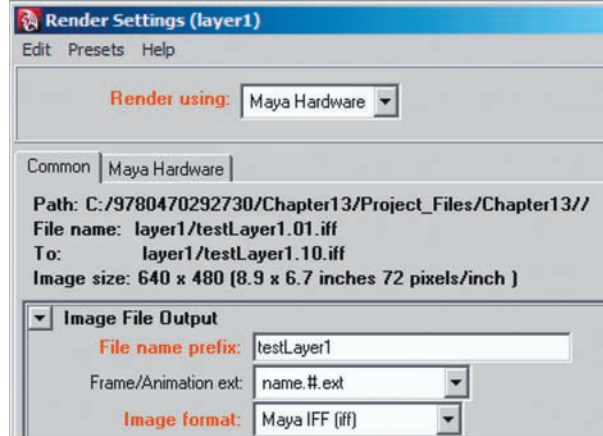 Render Settings (layer1)
Edit Presets Help
Render using: Maya Hardware
Common Maya Hardware
Path: C:/9780470292730/Chapter13/Project_Files/Chapter13//
File name: layer1/testLayer1.01.iff
To: layer1/testLayer1.10.iff
Image size: 640 x 480 (8.9 x 6.7 inches 72 pixels/inch )
Image File Output
File name prefix: testLayer1
Frame/Animation ext: name.#.ext
Image format: Maya IFF (iff)